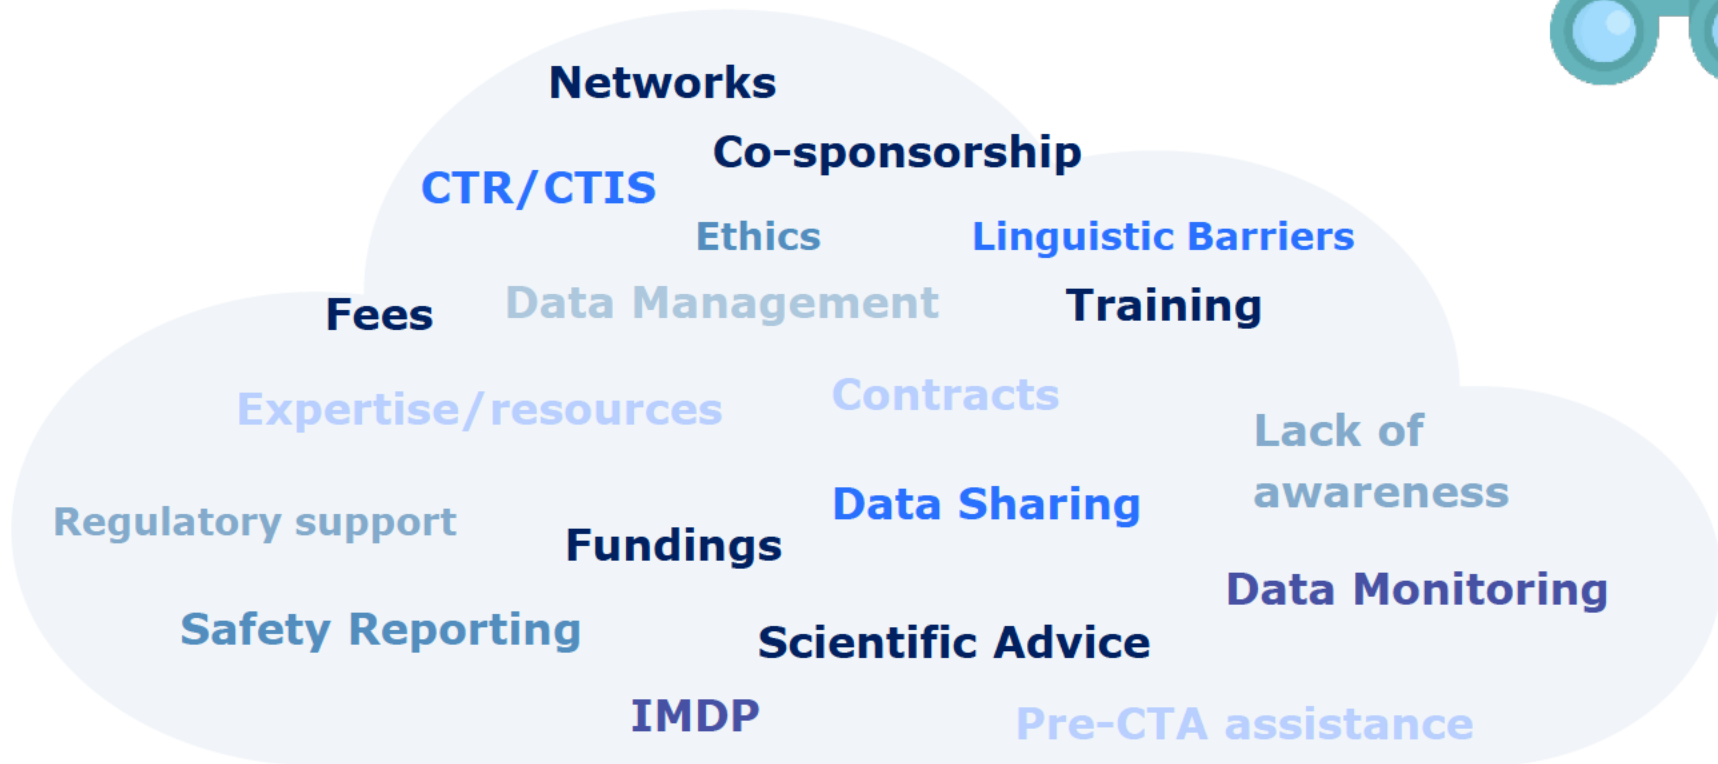 Networks
Co-sponsorship
CTR/CTIS
Ethics
Linguistic Barriers
Fees
Data Management
Training
Expertise/resources
Contracts
Lack of
awareness
Regulatory support
Data Sharing
Fundings
Data Monitoring
Safety Reporting
Scientific Advice
IMDP
Pre-CTA assistance